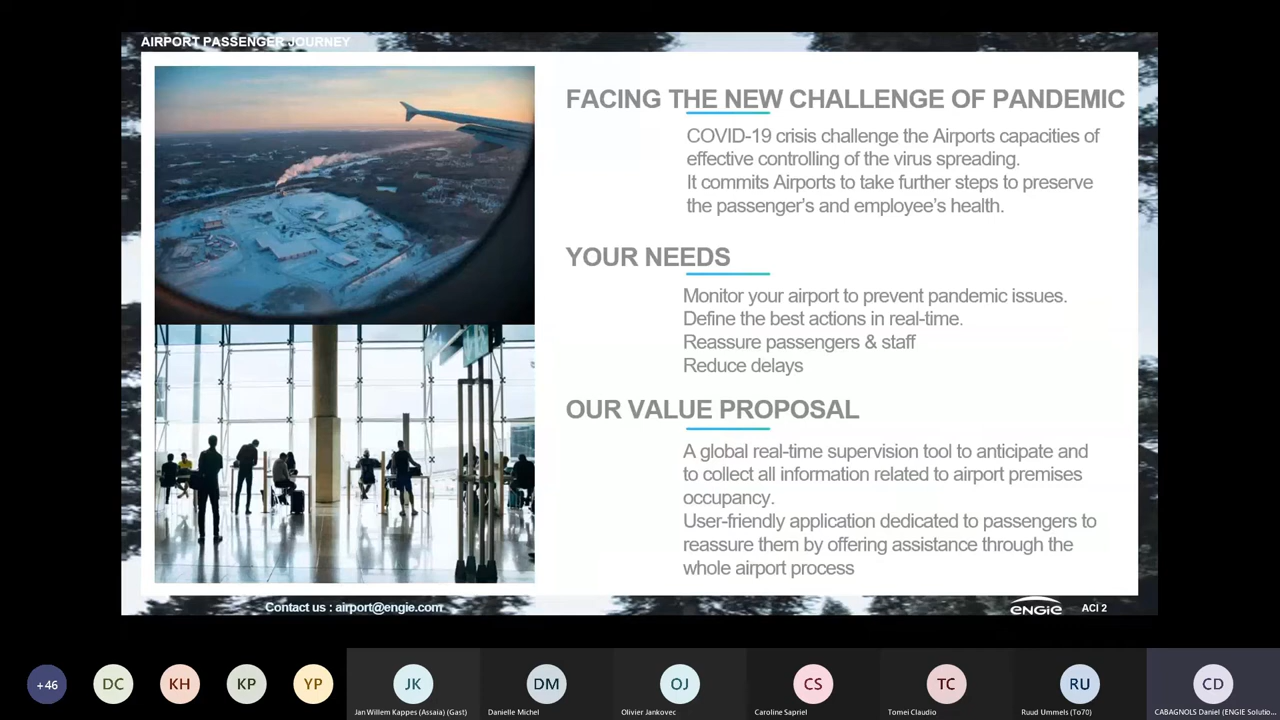 AIRPORT PASSENGER JOURNEY
FACING THE NEW CHALLENGE OF PANDEMIC
COVID-19 crisis challenge the Airports capacities of
effective controlling of the virus spreading.
It commits Airports to take further steps to preserve
the passenger's and employee's health.
YOUR NEEDS
Monitor your airport to prevent pandemic issues.
Define the best actions in real-time.
Reassure passengers & staff
Reduce delays
OUR VALUE PROPOSAL
A global real-time supervision tool to anticipate and
to collect all information related to airport premises
occupancy.
User-friendly application dedicated to passengers to
reassure them by offering assistance through the
whole airport process
Contact us : airport@engie.com
ENGIE
ACI 2
+46
DC
KH
KP
YP
JK
DM
OJ
CS
TC
RU
CD
Jan Willem Kappes (Assaia) (Gast)
Danielle Michel
Olivier Jankovec
Caroline Sapriel
Tomei Claudio
Ruud Ummels (To70)
CABAGNOLS Daniel (ENGIE Solutio...